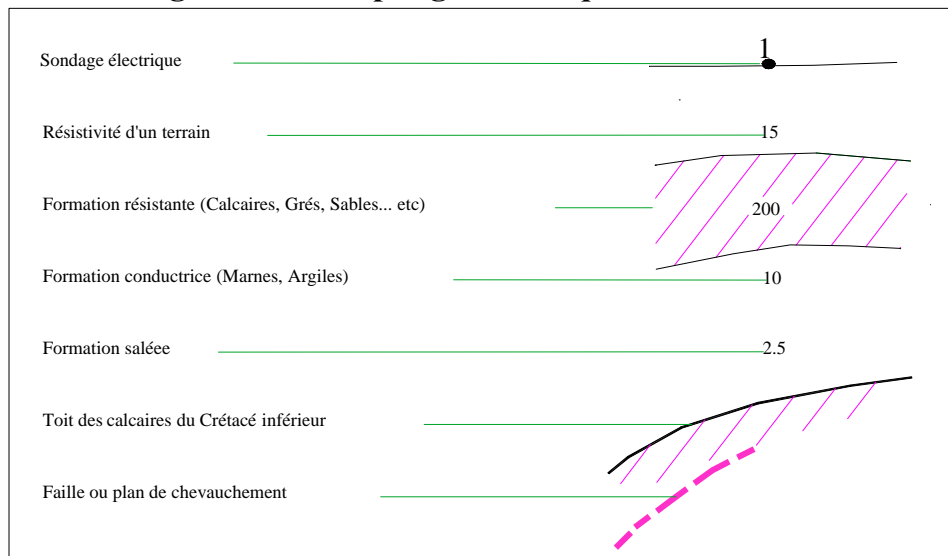 Sondage électrique 1
Résistivité d'un terrain 15
Formation résistante (Calcaires, Grés, Sables... etc) 200
Formation conductrice (Marnes, Argiles) 10
Formation saléee 2.5
Toit des calcaires du Crétacé inférieur
Faille ou plan de chevauchement